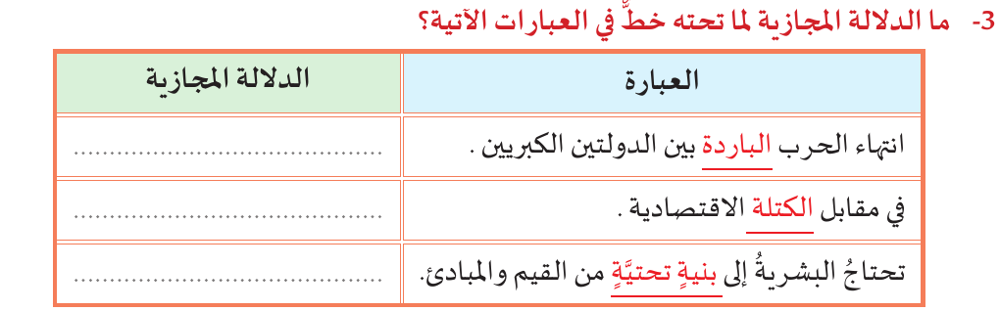 3- ما الدلالة المجازية لما تحته خطٌّ في العبارات الآتية؟
العبارة
الدلالة المجازية
انتهاء الحرب الباردة بين الدولتين الكبريين .
..........................................
في مقابل الكتلة الاقتصادية .
..........................................
تحتاجُ البشريةُ إلى بنيةٍ تحتيَّةٍ من القيم والمبادئ.
..........................................